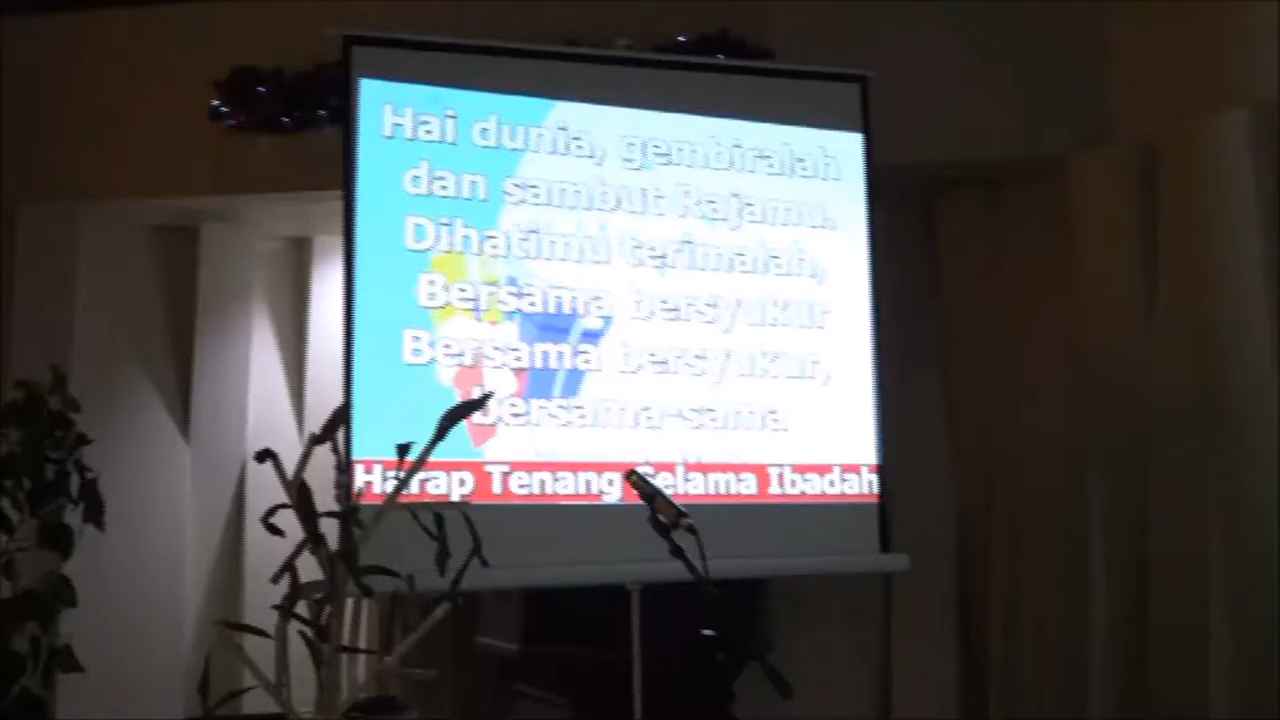 Hai dunia, gembiralah
dan sambut Rajamu.
Dihatimu terimalah,
Bersama bersyukur
Bersama bersyukur,
bersama-sama
Harap Tenang Selama Ibadah